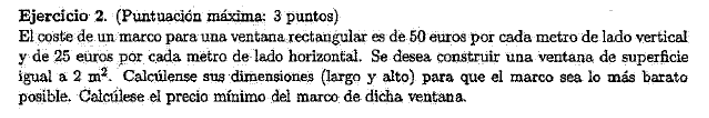 Ejercicio 2. (Puntuación máxima: 3 puntos)
El coste de un marco para una ventana rectangular es de 50 euros por cada metro de lado vertical
y de 25 euros por cada metro de lado horizontal. Se desea construir una ventana de superficie
igual a 2 m². Calcúlense sus dimensiones (largo y alto) para que el marco sea lo más barato
posible. Calcúlese el precio mínimo del marco de dicha ventana.